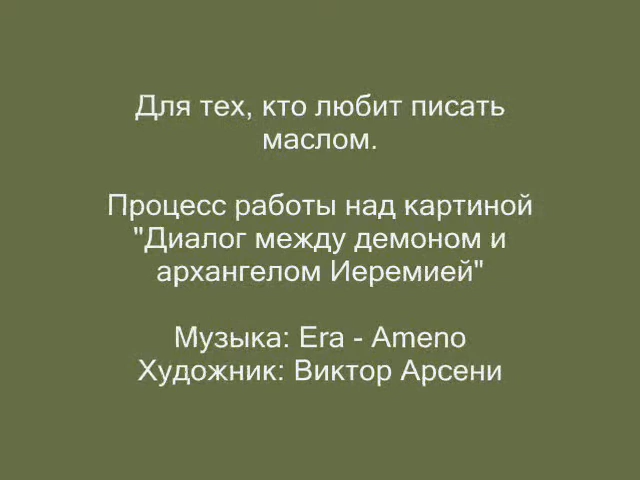 Для тех, кто любит писать
маслом.
Процесс работы над картиной
"Диалог между демоном и
архангелом Иеремией"
Музыка: Era - Ameno
Художник: Виктор Арсени